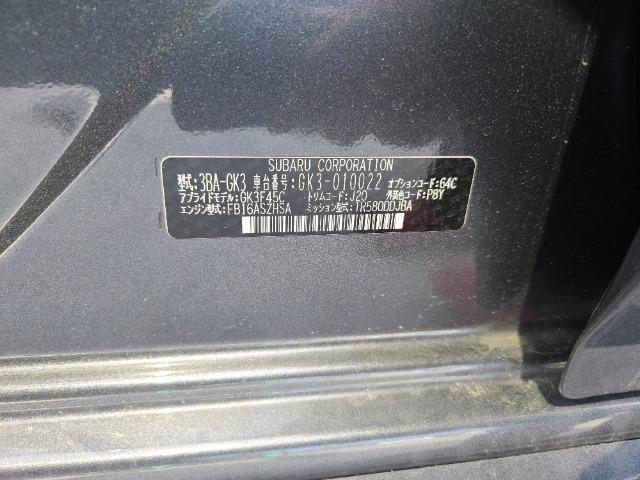 SUBARU CORPORATION
型式:3BA-GK3 車台番号:GK3-010022 オプションコード:64C
アプライドモデル:GK3F45C トリムコード:J20 外装色コード:P8Y
エンジン型式:FB16ASZHSA ミッション型式:TR580DDJBA